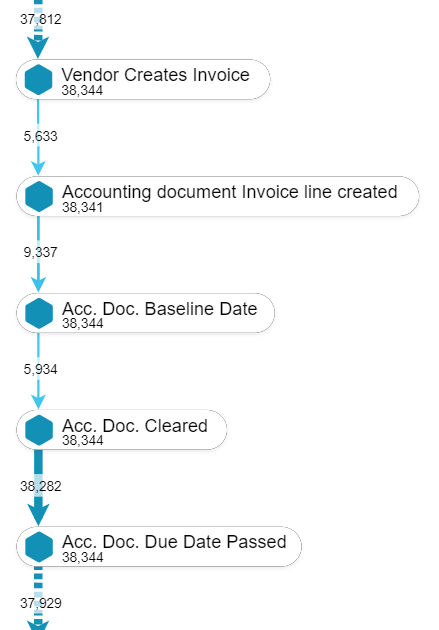 37,812
Vendor Creates Invoice
38,344
5,633
Accounting document Invoice line created
38,341
9,337
Acc. Doc. Baseline Date
38,344
5,934
Acc. Doc. Cleared
38,344
38,282
Acc. Doc. Due Date Passed
38,344
37,929